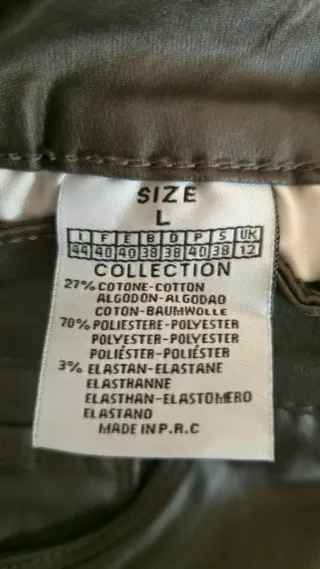 SIZE
L
I F E B D P S UK
44 40 40 38 38 40 38 12
COLLECTION
27% COTONE-COTTON
ALGODÓN-ALGODAO
COTON-BAUMWOLLE
70% POLIESTERE-POLYESTER
POLYESTER-POLYESTER
POLIÉSTER-POLIÉSTER
3% ELASTAN-ELASTANE
ELASTHANNE
ELASTHAN-ELASTOMERO
ELASTANO
MADE IN P.R.C